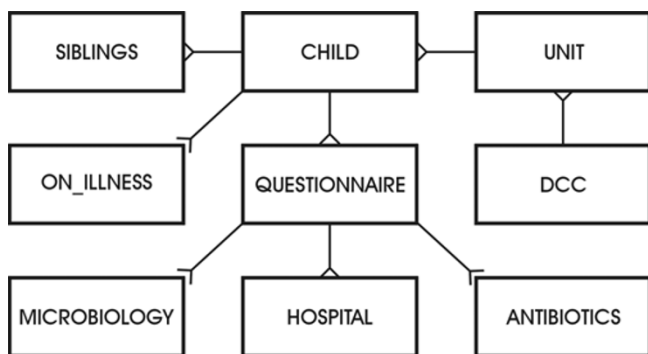 SIBLINGS
CHILD
UNIT
ON_ILLNESS
QUESTIONNAIRE
DCC
MICROBIOLOGY
HOSPITAL
ANTIBIOTICS